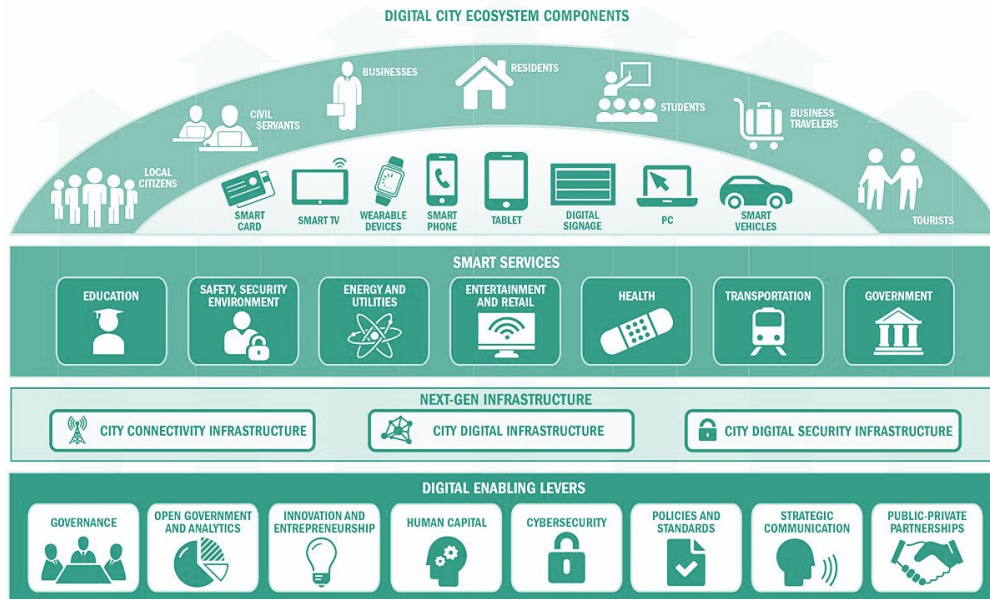 DIGITAL CITY ECOSYSTEM COMPONENTS
LOCAL
CITIZENS
CIVIL
SERVANTS
BUSINESSES
RESIDENTS
STUDENTS
BUSINESS
TRAVELERS
TOURISTS
SMART
CARD
SMART TV
WEARABLE
DEVICES
SMART
PHONE
TABLET
DIGITAL
SIGNAGE
PC
SMART
VEHICLES
SMART SERVICES
EDUCATION
SAFETY, SECURITY
ENVIRONMENT
ENERGY AND
UTILITIES
ENTERTAINMENT
AND RETAIL
HEALTH
TRANSPORTATION
GOVERNMENT
NEXT-GEN INFRASTRUCTURE
CITY CONNECTIVITY INFRASTRUCTURE
CITY DIGITAL INFRASTRUCTURE
CITY DIGITAL SECURITY INFRASTRUCTURE
DIGITAL ENABLING LEVERS
GOVERNANCE
OPEN GOVERNMENT
AND ANALYTICS
INNOVATION AND
ENTREPRENEURSHIP
HUMAN CAPITAL
CYBERSECURITY
POLICIES AND
STANDARDS
STRATEGIC
COMMUNICATION
PUBLIC-PRIVATE
PARTNERSHIPS